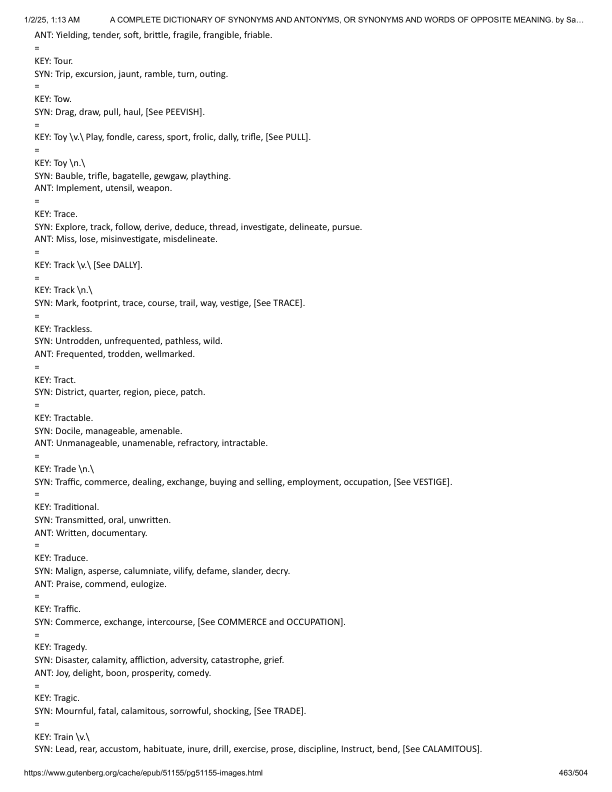 1/2/25, 1:13 AM A COMPLETE DICTIONARY OF SYNONYMS AND ANTONYMS, OR SYNONYMS AND WORDS OF OPPOSITE MEANING. by Sa…
ANT: Yielding, tender, soft, brittle, fragile, frangible, friable.
=
KEY: Tour.
SYN: Trip, excursion, jaunt, ramble, turn, outing.
=
KEY: Tow.
SYN: Drag, draw, pull, haul, [See PEEVISH].
=
KEY: Toy \v.\ Play, fondle, caress, sport, frolic, dally, trifle, [See PULL].
=
KEY: Toy \n.\
SYN: Bauble, trifle, bagatelle, gewgaw, plaything.
ANT: Implement, utensil, weapon.
=
KEY: Trace.
SYN: Explore, track, follow, derive, deduce, thread, investigate, delineate, pursue.
ANT: Miss, lose, misinvestigate, misdelineate.
=
KEY: Track \v.\ [See DALLY].
=
KEY: Track \n.\
SYN: Mark, footprint, trace, course, trail, way, vestige, [See TRACE].
=
KEY: Trackless.
SYN: Untrodden, unfrequented, pathless, wild.
ANT: Frequented, trodden, wellmarked.
=
KEY: Tract.
SYN: District, quarter, region, piece, patch.
=
KEY: Tractable.
SYN: Docile, manageable, amenable.
ANT: Unmanageable, unamenable, refractory, intractable.
=
KEY: Trade \n.\
SYN: Traffic, commerce, dealing, exchange, buying and selling, employment, occupation, [See VESTIGE].
=
KEY: Traditional.
SYN: Transmitted, oral, unwritten.
ANT: Written, documentary.
=
KEY: Traduce.
SYN: Malign, asperse, calumniate, vilify, defame, slander, decry.
ANT: Praise, commend, eulogize.
=
KEY: Traffic.
SYN: Commerce, exchange, intercourse, [See COMMERCE and OCCUPATION].
=
KEY: Tragedy.
SYN: Disaster, calamity, affliction, adversity, catastrophe, grief.
ANT: Joy, delight, boon, prosperity, comedy.
=
KEY: Tragic.
SYN: Mournful, fatal, calamitous, sorrowful, shocking, [See TRADE].
=
KEY: Train \v.\
SYN: Lead, rear, accustom, habituate, inure, drill, exercise, prose, discipline, Instruct, bend, [See CALAMITOUS].
https://www.gutenberg.org/cache/epub/51155/pg51155-images.html 463/504